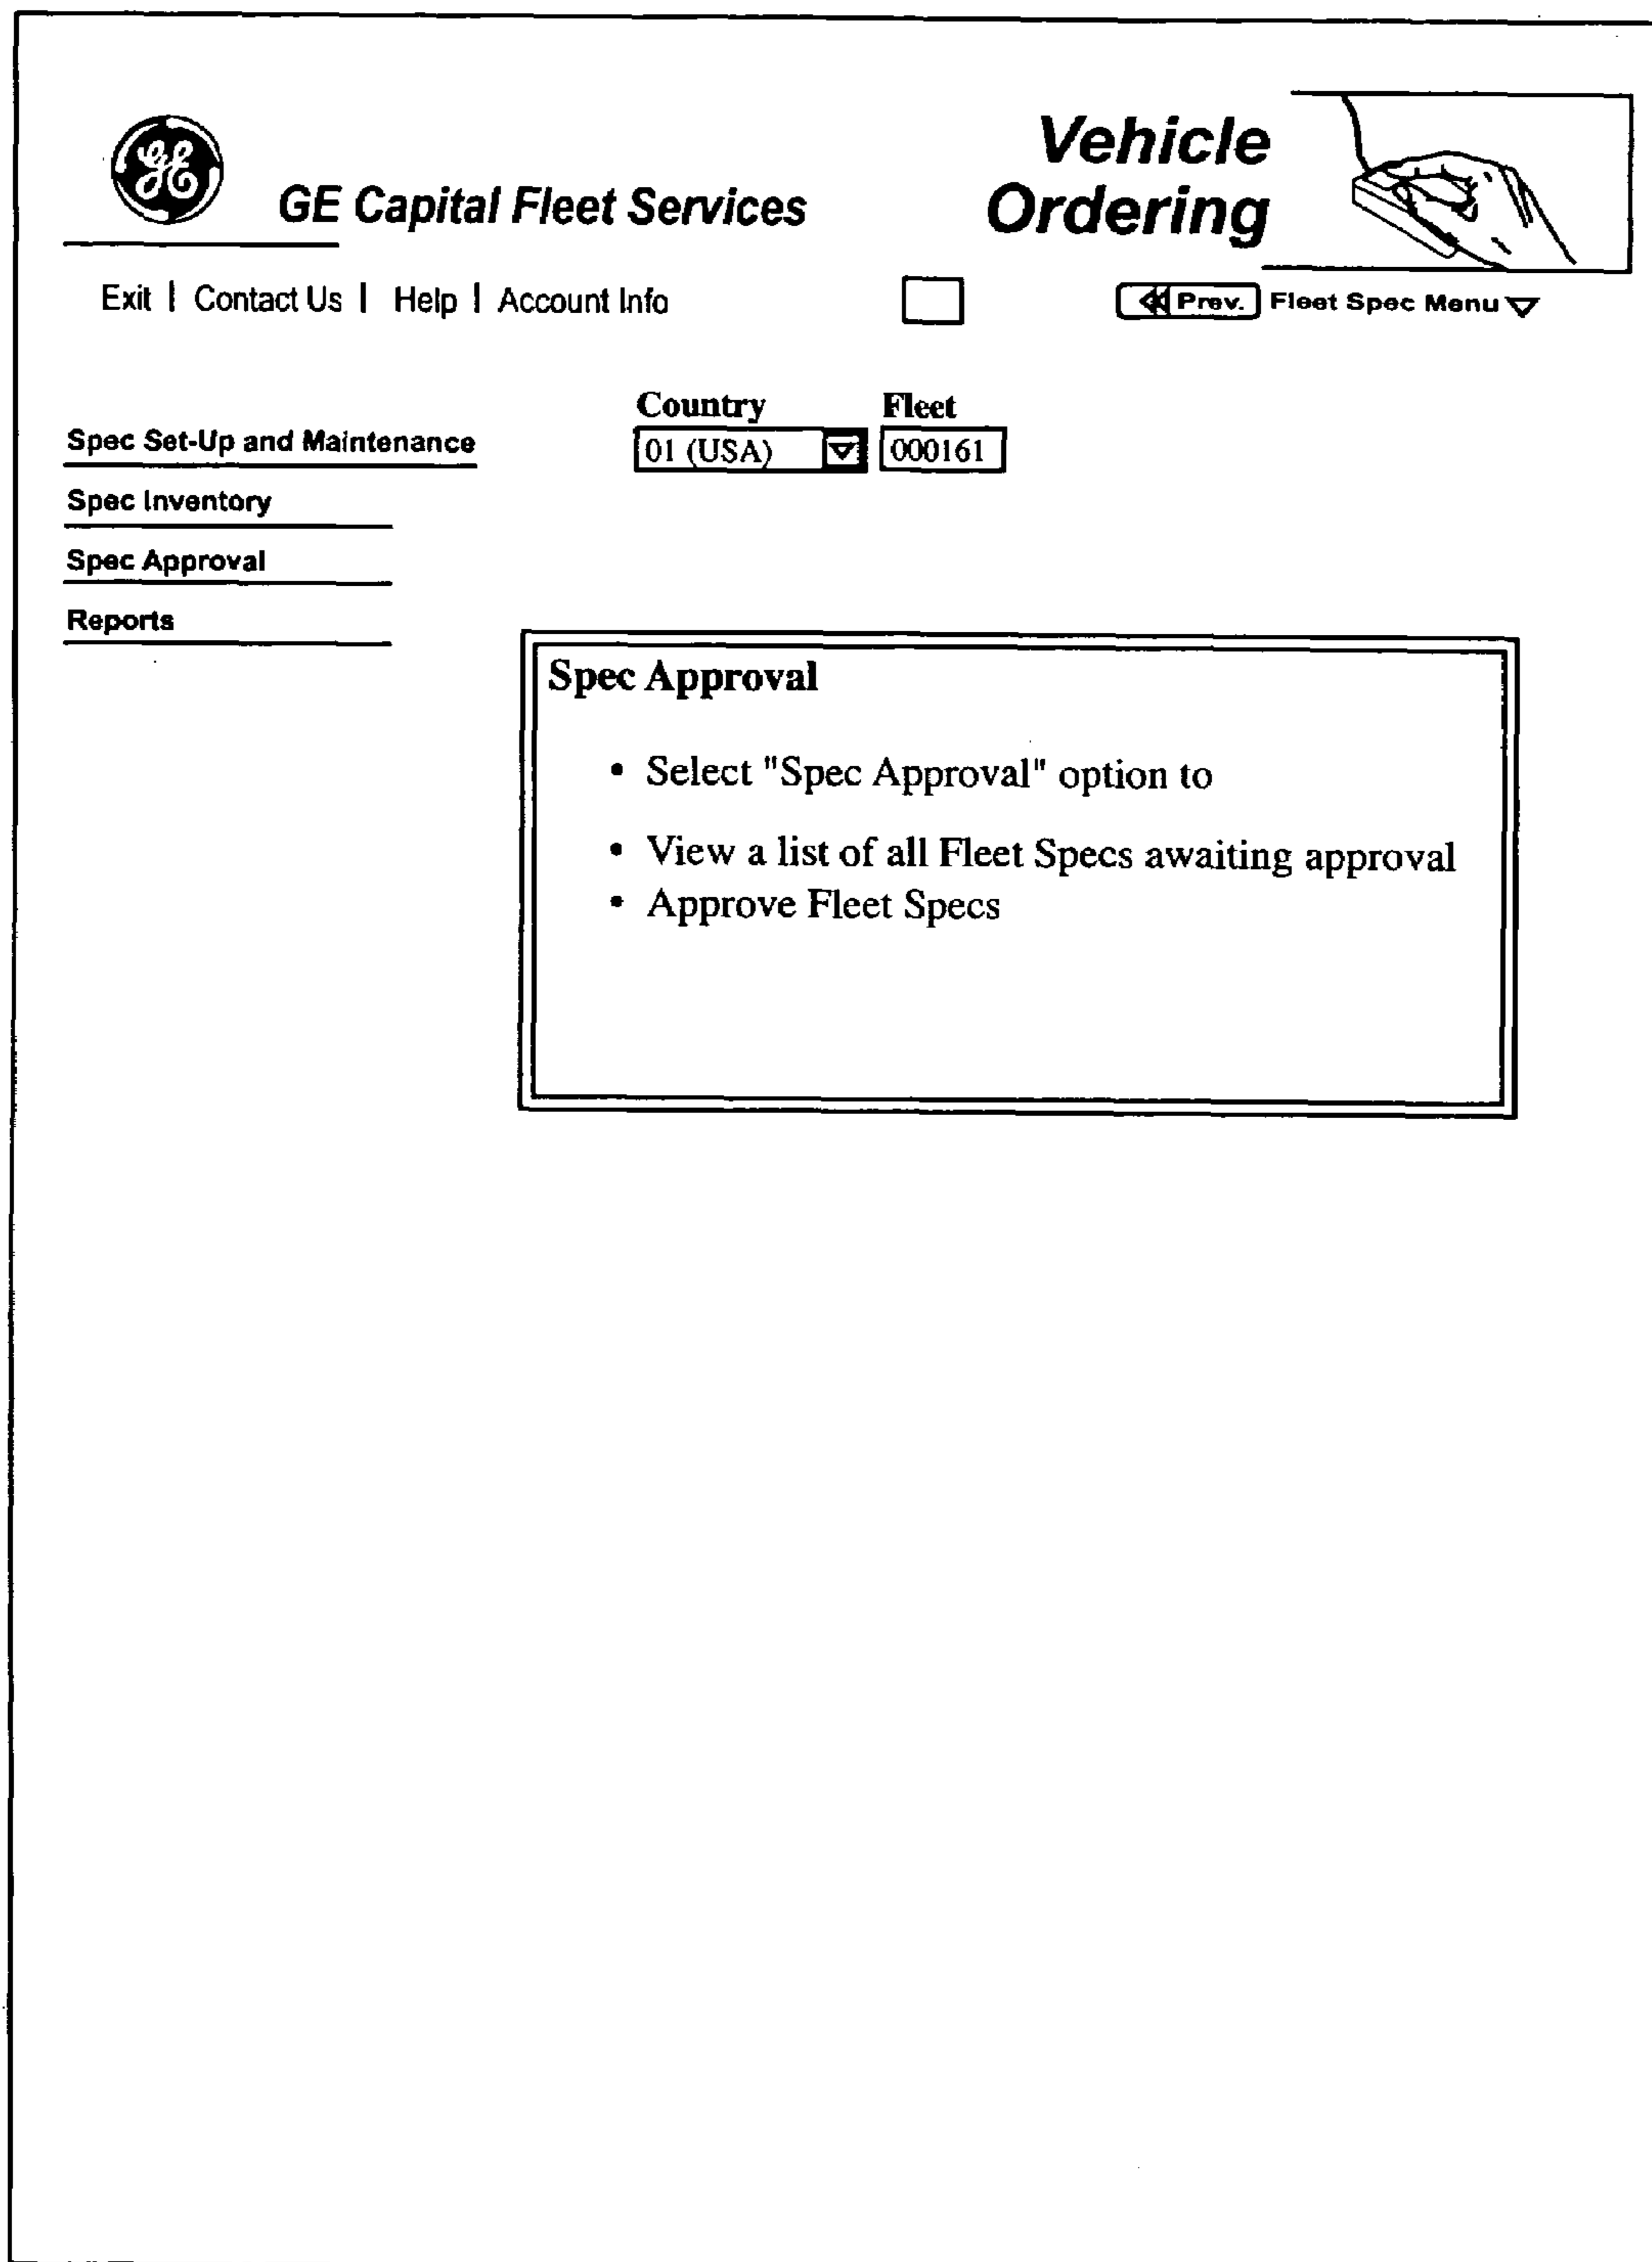 GE
GE Capital Fleet Services
Vehicle
Ordering
Exit | Contact Us | Help | Account Info
Prev. Fleet Spec Menu
Country Fleet
01 (USA) 000161
Spec Set-Up and Maintenance
Spec Inventory
Spec Approval
Reports
Spec Approval
• Select "Spec Approval" option to
• View a list of all Fleet Specs awaiting approval
• Approve Fleet Specs